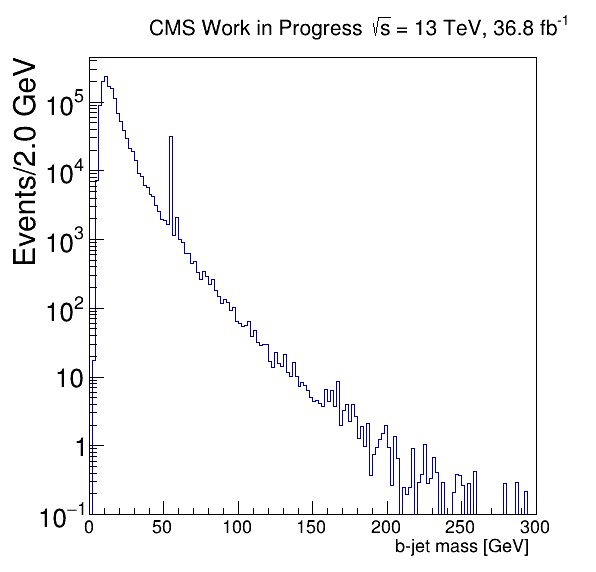 CMS Work in Progress √s = 13 TeV, 36.8 fb⁻¹
Events/2.0 GeV
10⁵
10⁴
10³
10²
10
1
10⁻¹
0 50 100 150 200 250 300
b-jet mass [GeV]